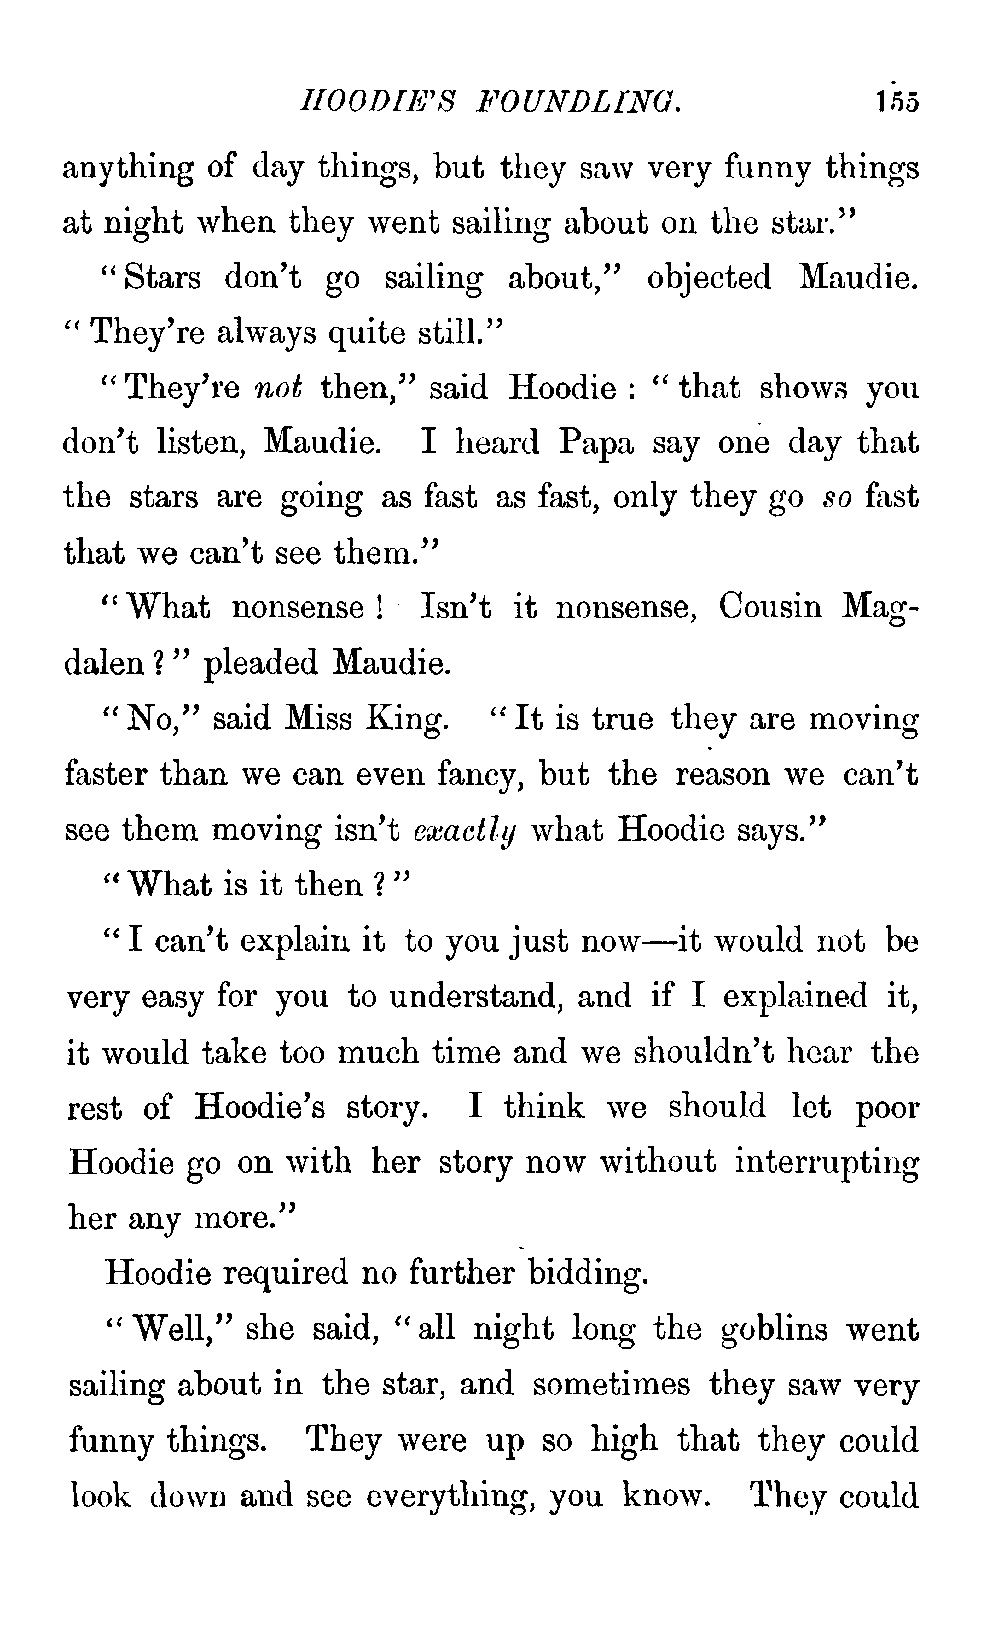 HOODIE'S FOUNDLING. 155
anything of day things, but they saw very funny things
at night when they went sailing about on the star."
"Stars don't go sailing about," objected Maudie.
"They're always quite still."
"They're not then," said Hoodie : "that shows you
don't listen, Maudie. I heard Papa say one day that
the stars are going as fast as fast, only they go so fast
that we can't see them."
"What nonsense ! Isn't it nonsense, Cousin Mag-
dalen ?" pleaded Maudie.
"No," said Miss King. "It is true they are moving
faster than we can even fancy, but the reason we can't
see them moving isn't exactly what Hoodie says."
"What is it then ?"
"I can't explain it to you just now—it would not be
very easy for you to understand, and if I explained it,
it would take too much time and we shouldn't hear the
rest of Hoodie's story. I think we should let poor
Hoodie go on with her story now without interrupting
her any more."
Hoodie required no further bidding.
"Well," she said, "all night long the goblins went
sailing about in the star, and sometimes they saw very
funny things. They were up so high that they could
look down and see everything, you know. They could